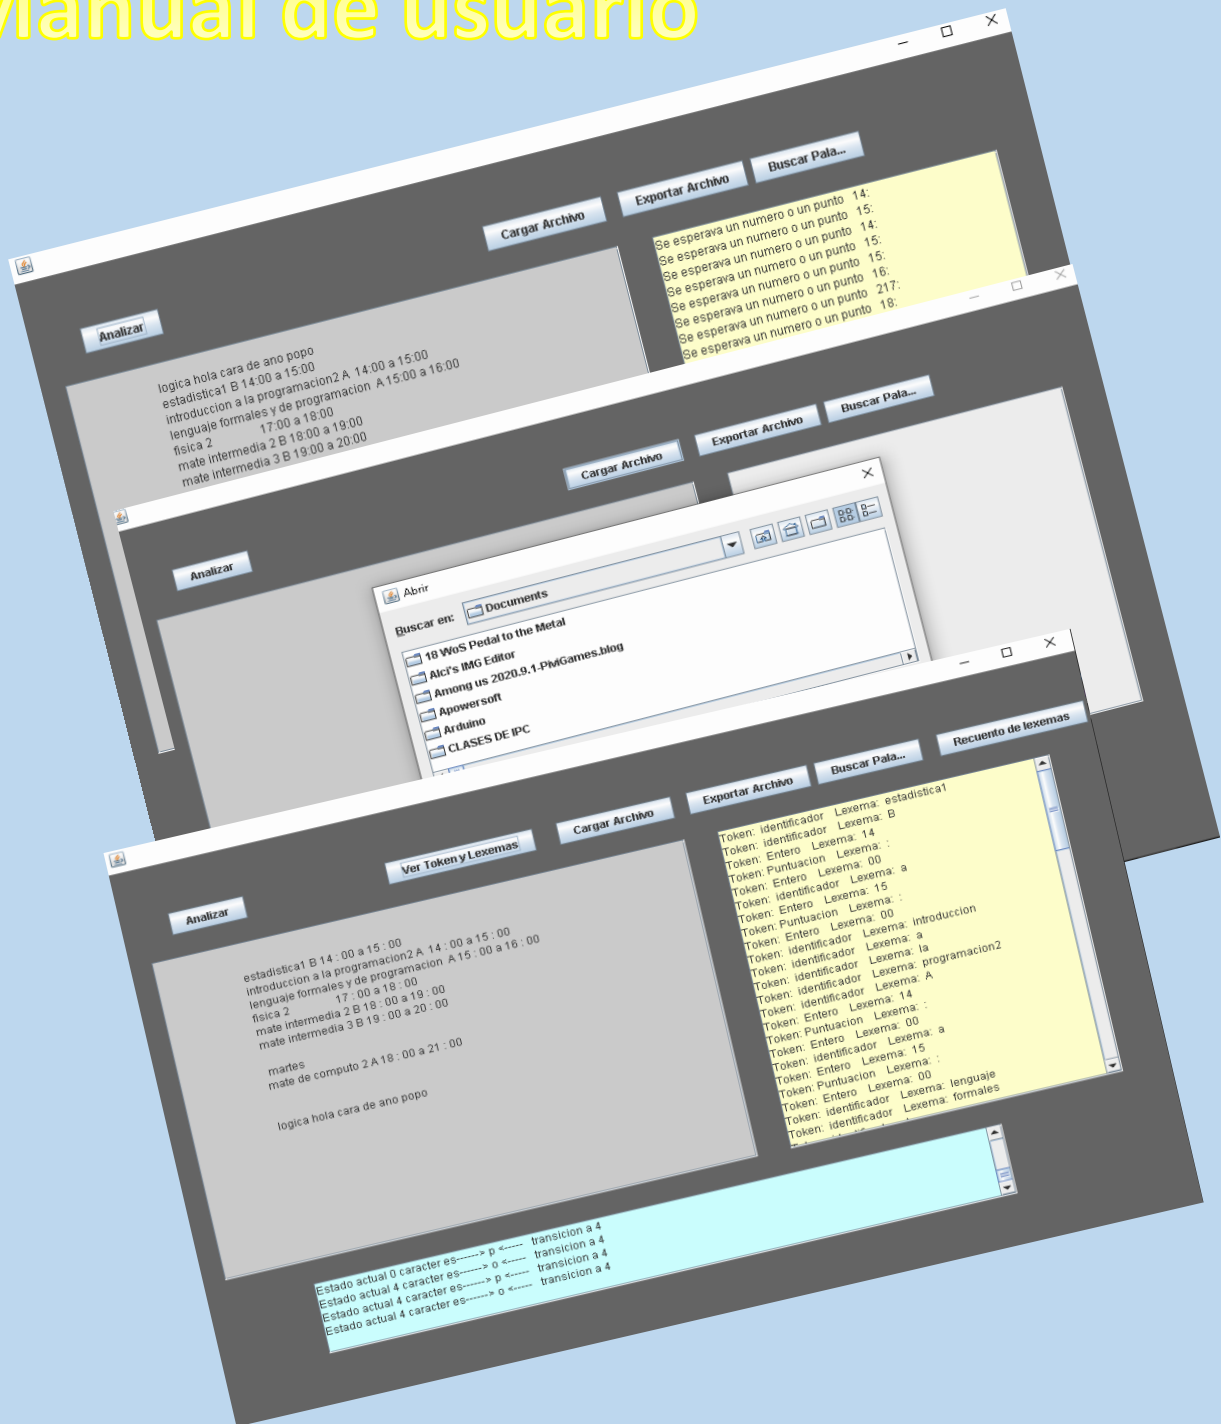 Manual de usuario
Cargar Archivo
Exportar Archivo
Buscar Pala...
Analizar
logica hola cara de ano popo
estadistica1 B 14:00 a 15:00
introduccion a la programacion2 A 14:00 a 15:00
lenguaje formales y de programacion A 15:00 a 16:00
fisica 2 17:00 a 18:00
mate intermedia 2 B 18:00 a 19:00
mate intermedia 3 B 19:00 a 20:00
Se esperava un numero o un punto 14:
Se esperava un numero o un punto 15:
Se esperava un numero o un punto 14:
Se esperava un numero o un punto 15:
Se esperava un numero o un punto 15:
Se esperava un numero o un punto 16:
Se esperava un numero o un punto 217:
Se esperava un numero o un punto 18:
Cargar Archivo
Exportar Archivo
Buscar Pala...
Analizar
Abrir
Buscar en:
Documents
18 WoS Pedal to the Metal
Alci's IMG Editor
Among us 2020.9.1-PiviGames.blog
Apowersoft
Arduino
CLASES DE IPC
Ver Token y Lexemas
Cargar Archivo
Exportar Archivo
Buscar Pala...
Recuento de lexemas
Analizar
estadistica1 B 14 : 00 a 15 : 00
introduccion a la programacion2 A 14 : 00 a 15 : 00
lenguaje formales y de programacion A 15 : 00 a 16 : 00
fisica 2 17 : 00 a 18 : 00
mate intermedia 2 B 18 : 00 a 19 : 00
mate intermedia 3 B 19 : 00 a 20 : 00
martes
mate de computo 2 A 18 : 00 a 21 : 00
logica hola cara de ano popo
Token: identificador Lexema: estadistica1
Token: identificador Lexema: B
Token: Entero Lexema: 14
Token: Puntuacion Lexema: :
Token: Entero Lexema: 00
Token: identificador Lexema: a
Token: Entero Lexema: 15
Token: Puntuacion Lexema: :
Token: Entero Lexema: 00
Token: identificador Lexema: introduccion
Token: identificador Lexema: a
Token: identificador Lexema: la
Token: identificador Lexema: programacion2
Token: identificador Lexema: A
Token: Entero Lexema: 14
Token: Puntuacion Lexema: :
Token: Entero Lexema: 00
Token: identificador Lexema: a
Token: Entero Lexema: 15
Token: Puntuacion Lexema: :
Token: Entero Lexema: 00
Token: identificador Lexema: lenguaje
Token: identificador Lexema: formales
Estado actual 0 caracter es------> p <----- transicion a 4
Estado actual 4 caracter es------> o <----- transicion a 4
Estado actual 4 caracter es------> p <----- transicion a 4
Estado actual 4 caracter es------> o <----- transicion a 4